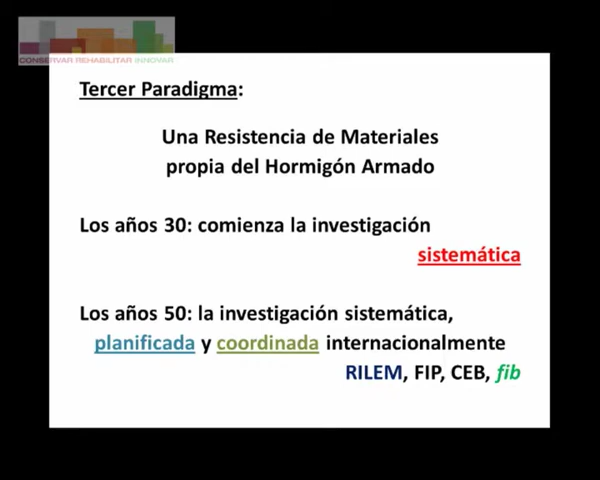 CONSERVAR REHABILITAR INNOVAR
Tercer Paradigma:
Una Resistencia de Materiales
propia del Hormigón Armado
Los años 30: comienza la investigación
sistemática
Los años 50: la investigación sistemática,
planificada y coordinada internacionalmente
RILEM, FIP, CEB, fib